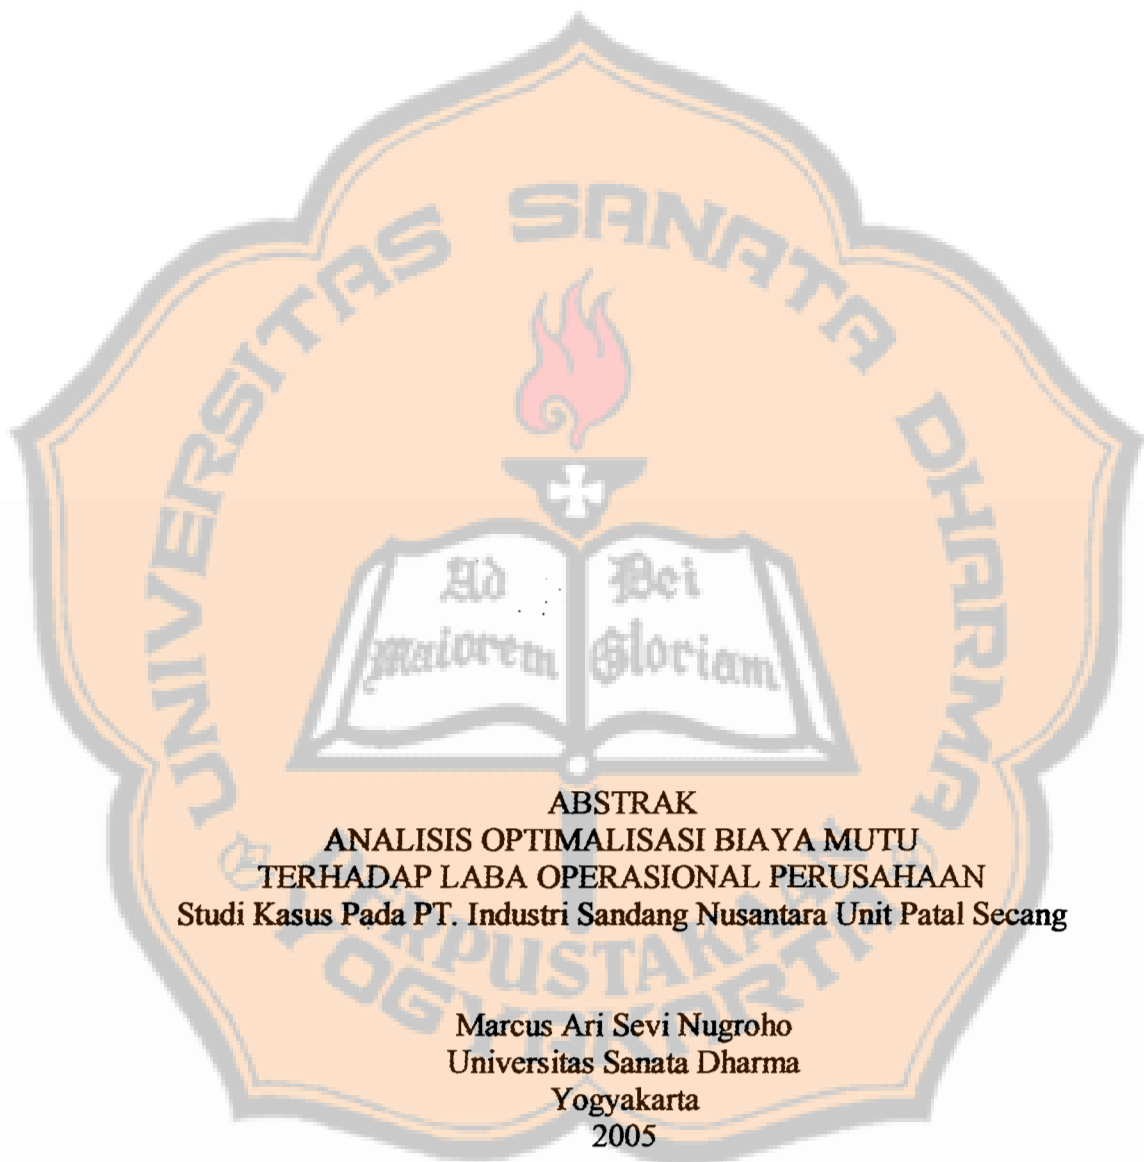 UNIVERSITAS SANATA DHARMA
Ad Dei
Maiorem Gloriam
ABSTRAK
ANALISIS OPTIMALISASI BIAYA MUTU
TERHADAP LABA OPERASIONAL PERUSAHAAN
Studi Kasus Pada PT. Industri Sandang Nusantara Unit Patal Secang
PERPUSTAKAAN
YOGYAKARTA
Marcus Ari Sevi Nugroho
Universitas Sanata Dharma
Yogyakarta
2005